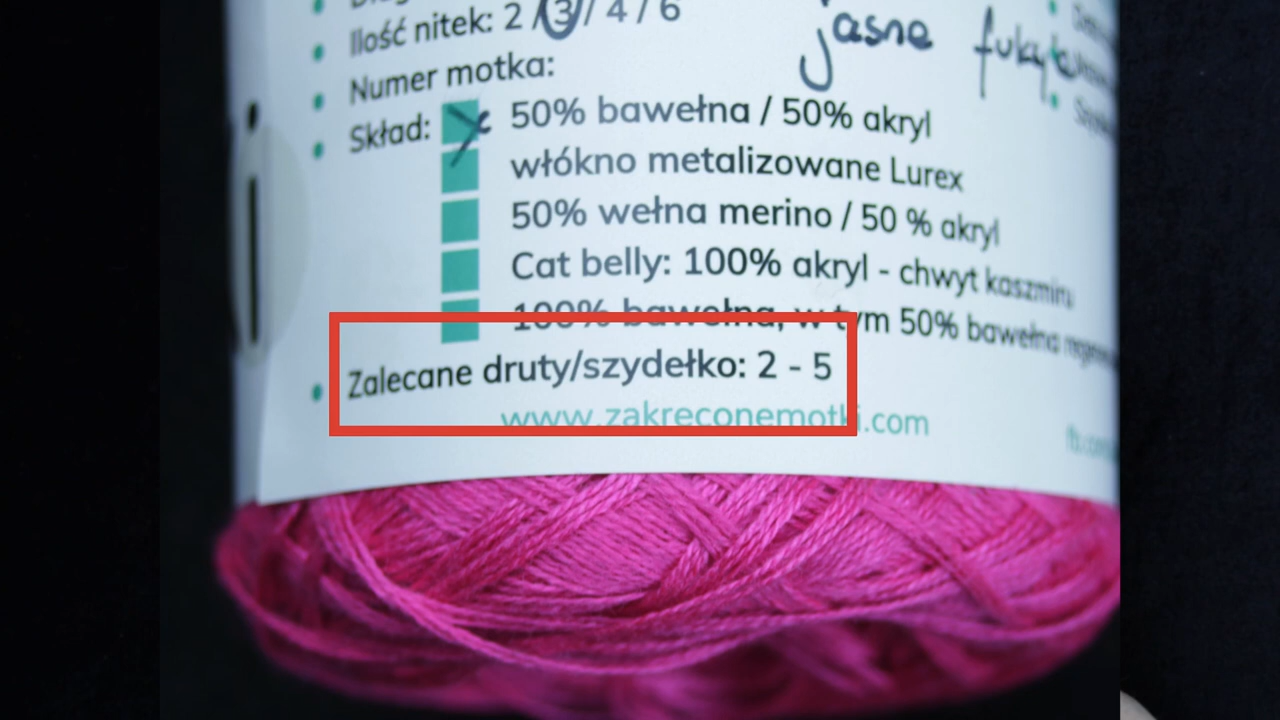 Ilość nitek: 2 / 3 / 4 / 6
jasne
Numer motka:
Skład: 50% bawełna / 50% akryl
włókno metalizowane Lurex
50% wełna merino / 50 % akryl
Cat belly: 100% akryl - chwyt kaszmiru
100% bawełna, w tym 50% bawełna
Zalecane druty/szydełko: 2 - 5
www.zakreconemotki.com